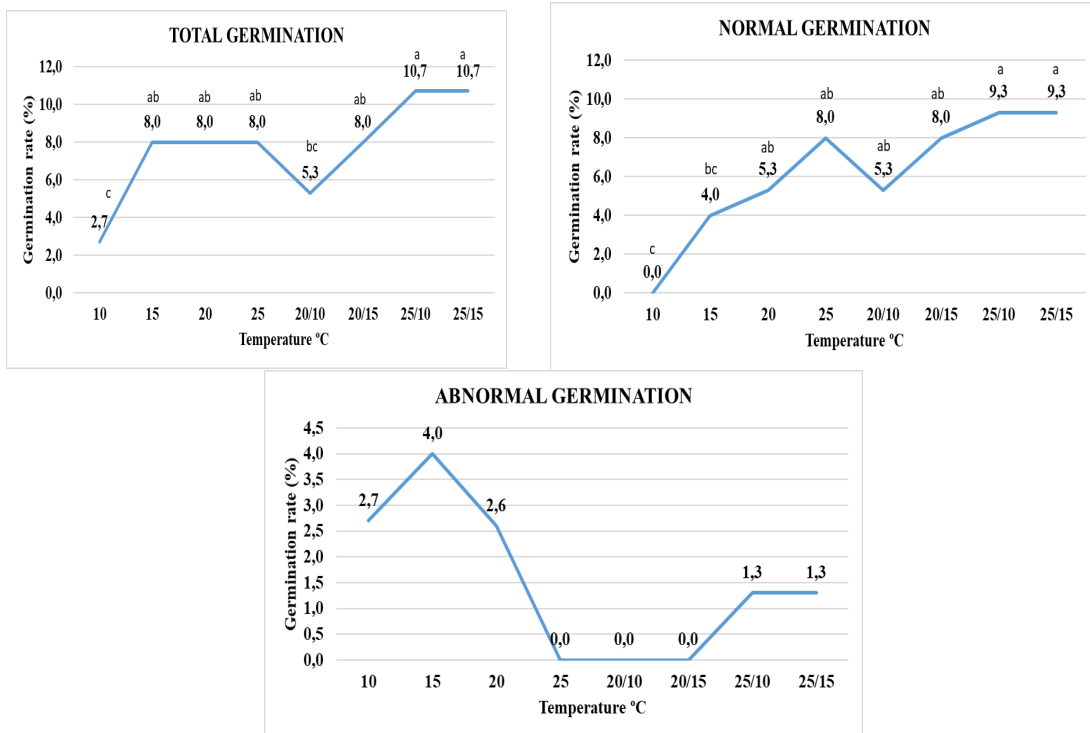 TOTAL GERMINATION
Germination rate (%)
12,0
10,0
8,0
6,0
4,0
2,0
0,0
c
2,7
ab
8,0
ab
8,0
ab
8,0
bc
5,3
ab
8,0
a
10,7
a
10,7
10 15 20 25 20/10 20/15 25/10 25/15
Temperature ºC
NORMAL GERMINATION
Germination rate (%)
12,0
10,0
8,0
6,0
4,0
2,0
0,0
c
0,0
bc
4,0
ab
5,3
ab
8,0
ab
5,3
ab
8,0
a
9,3
a
9,3
10 15 20 25 20/10 20/15 25/10 25/15
Temperature ºC
ABNORMAL GERMINATION
Germination rate (%)
4,5
4,0
3,5
3,0
2,5
2,0
1,5
1,0
0,5
0,0
2,7
4,0
2,6
0,0
0,0
0,0
1,3
1,3
10 15 20 25 20/10 20/15 25/10 25/15
Temperature ºC